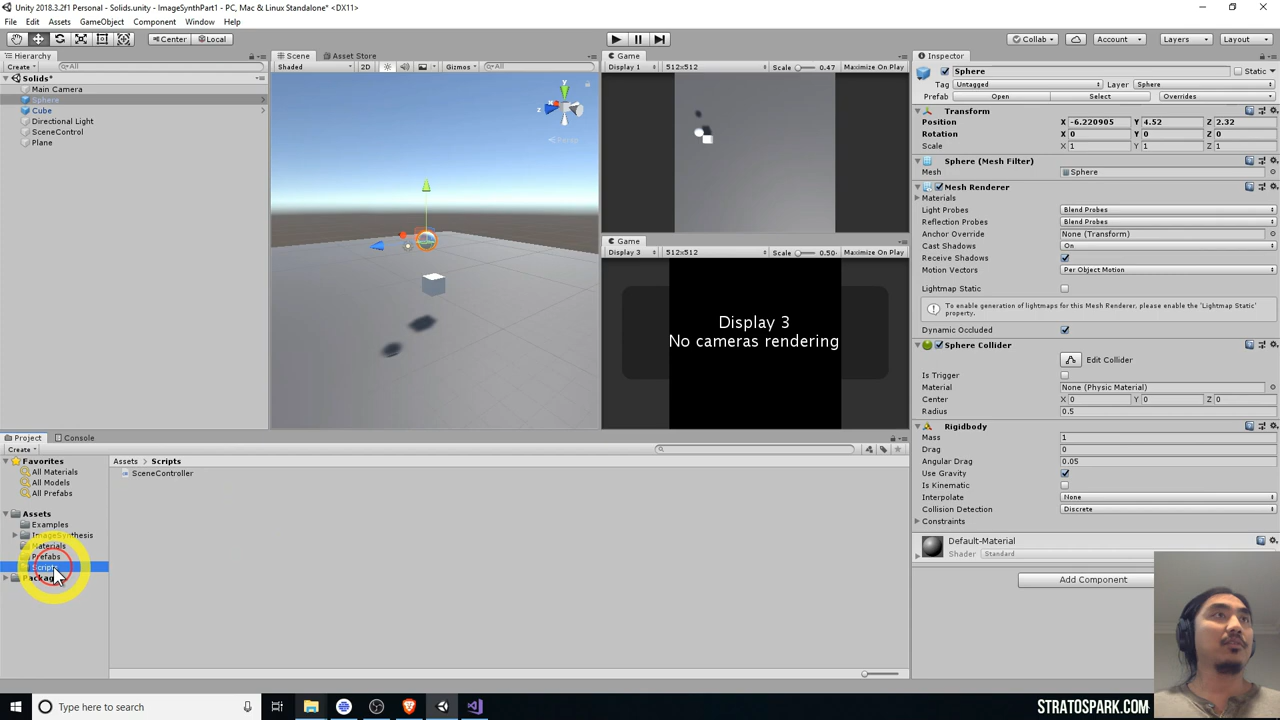 Unity 2018.3.2f1 Personal - Solids.unity - ImageSynthPart1 - PC, Mac & Linux Standalone* <DX11>
File Edit Assets GameObject Component Window Help
Center Local Collab Account Layers Layout
Hierarchy Scene Asset Store Game Inspector
Create All Shaded 2D Gizmos All Display 1 512x512 Scale 0.47 Maximize On Play
Sphere Static
Solids*
Tag Untagged Layer Sphere
Main Camera
Prefab Open Select Overrides
Sphere
Cube
Transform
Directional Light
Position X -6.220905 Y 4.52 Z 2.32
SceneControl
Rotation X 0 Y 0 Z 0
Plane
Scale X 1 Y 1 Z 1
y
z
Persp
Sphere (Mesh Filter)
Mesh Sphere
Mesh Renderer
Materials
Light Probes Blend Probes
Reflection Probes Blend Probes
Anchor Override None (Transform)
Game
Cast Shadows On
Display 3 512x512 Scale 0.50 Maximize On Play
Receive Shadows
Motion Vectors Per Object Motion
Lightmap Static
To enable generation of lightmaps for this Mesh Renderer, please enable the 'Lightmap Static'
property.
Display 3
No cameras rendering
Dynamic Occluded
Sphere Collider
Edit Collider
Is Trigger
Material None (Physic Material)
Center X 0 Y 0 Z 0
Radius 0.5
Rigidbody
Mass 1
Drag 0
Angular Drag 0.05
Use Gravity
Is Kinematic
Interpolate None
Collision Detection Discrete
Constraints
Default-Material
Shader Standard
Add Component
Project Console
Create
Favorites
All Materials
All Models
All Prefabs
Assets
Examples
ImageSynthesis
Materials
Prefabs
Scripts
Packag
Assets Scripts
SceneController
Type here to search
STRATOSPARK.COM